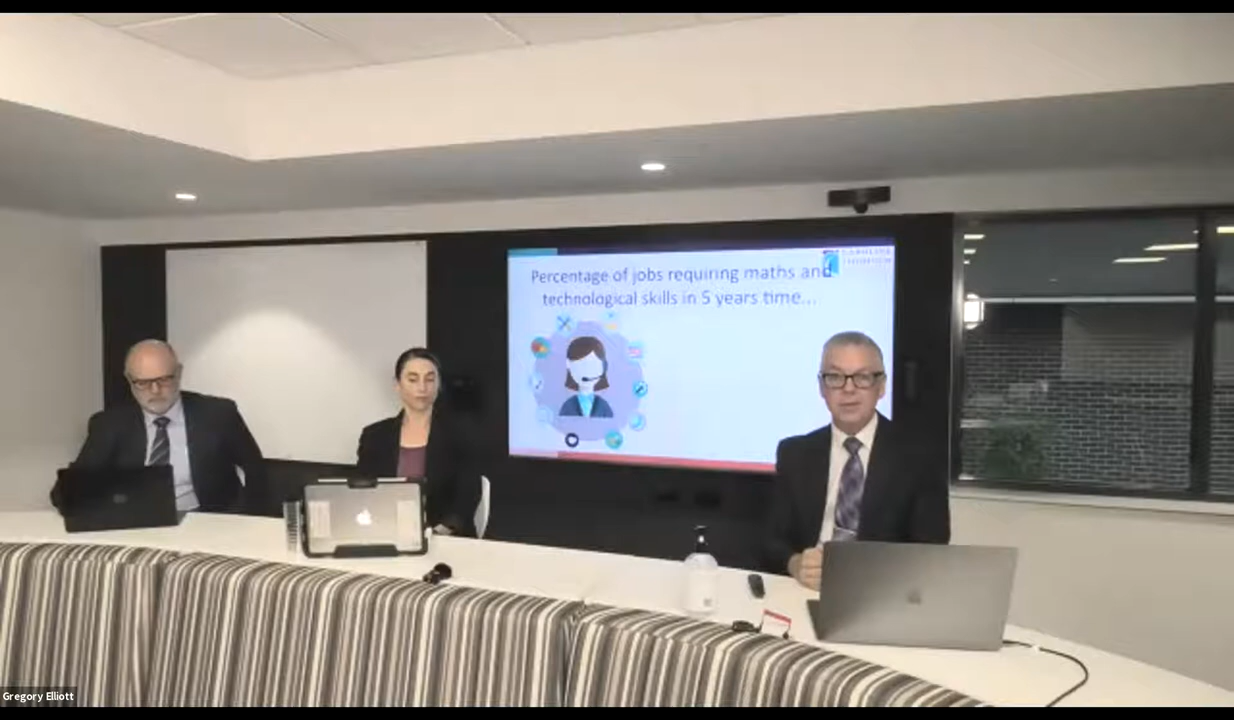 Percentage of jobs requiring maths and
technological skills in 5 years time...
Gregory Elliott